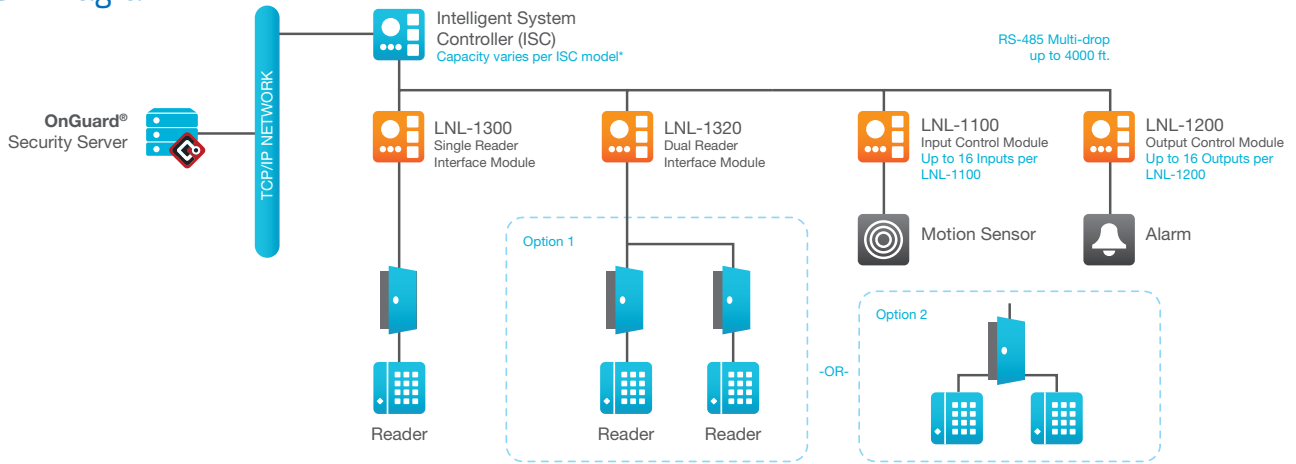 Intelligent System
Controller (ISC)
Capacity varies per ISC model*
RS-485 Multi-drop
up to 4000 ft.
OnGuard®
Security Server
TCP/IP NETWORK
LNL-1300
Single Reader
Interface Module
LNL-1320
Dual Reader
Interface Module
LNL-1100
Input Control Module
Up to 16 Inputs per
LNL-1100
LNL-1200
Output Control Module
Up to 16 Outputs per
LNL-1200
Motion Sensor
Alarm
Option 1
Option 2
-OR-
Reader
Reader
Reader